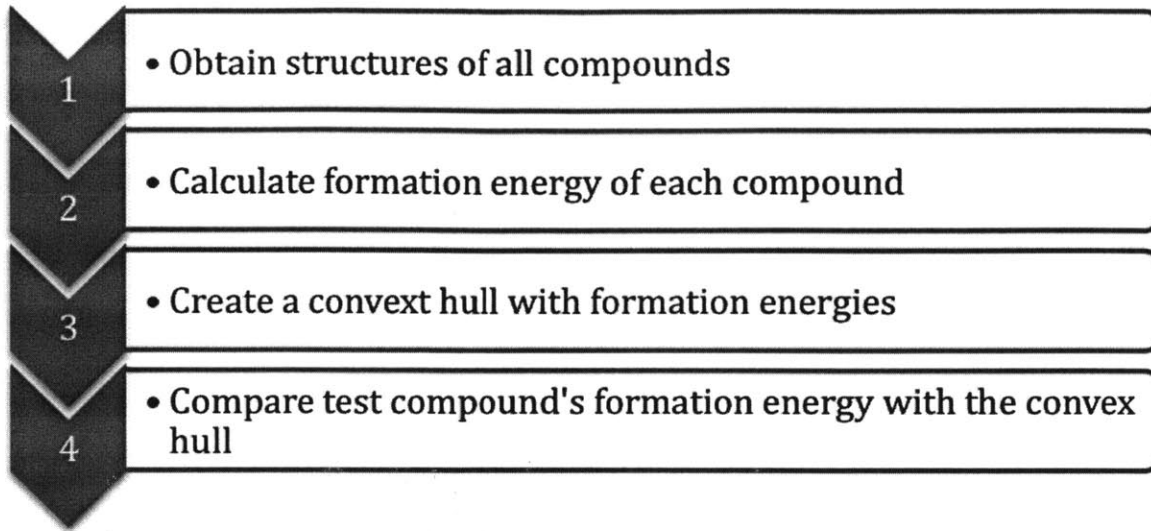 1
• Obtain structures of all compounds
2
• Calculate formation energy of each compound
3
• Create a convext hull with formation energies
4
• Compare test compound's formation energy with the convex
hull